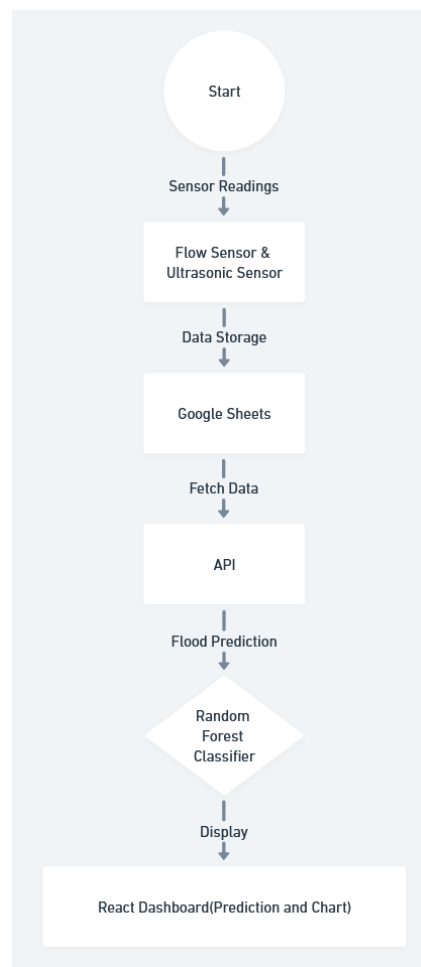 Start
Sensor Readings
Flow Sensor &
Ultrasonic Sensor
Data Storage
Google Sheets
Fetch Data
API
Flood Prediction
Random
Forest
Classifier
Display
React Dashboard(Prediction and Chart)